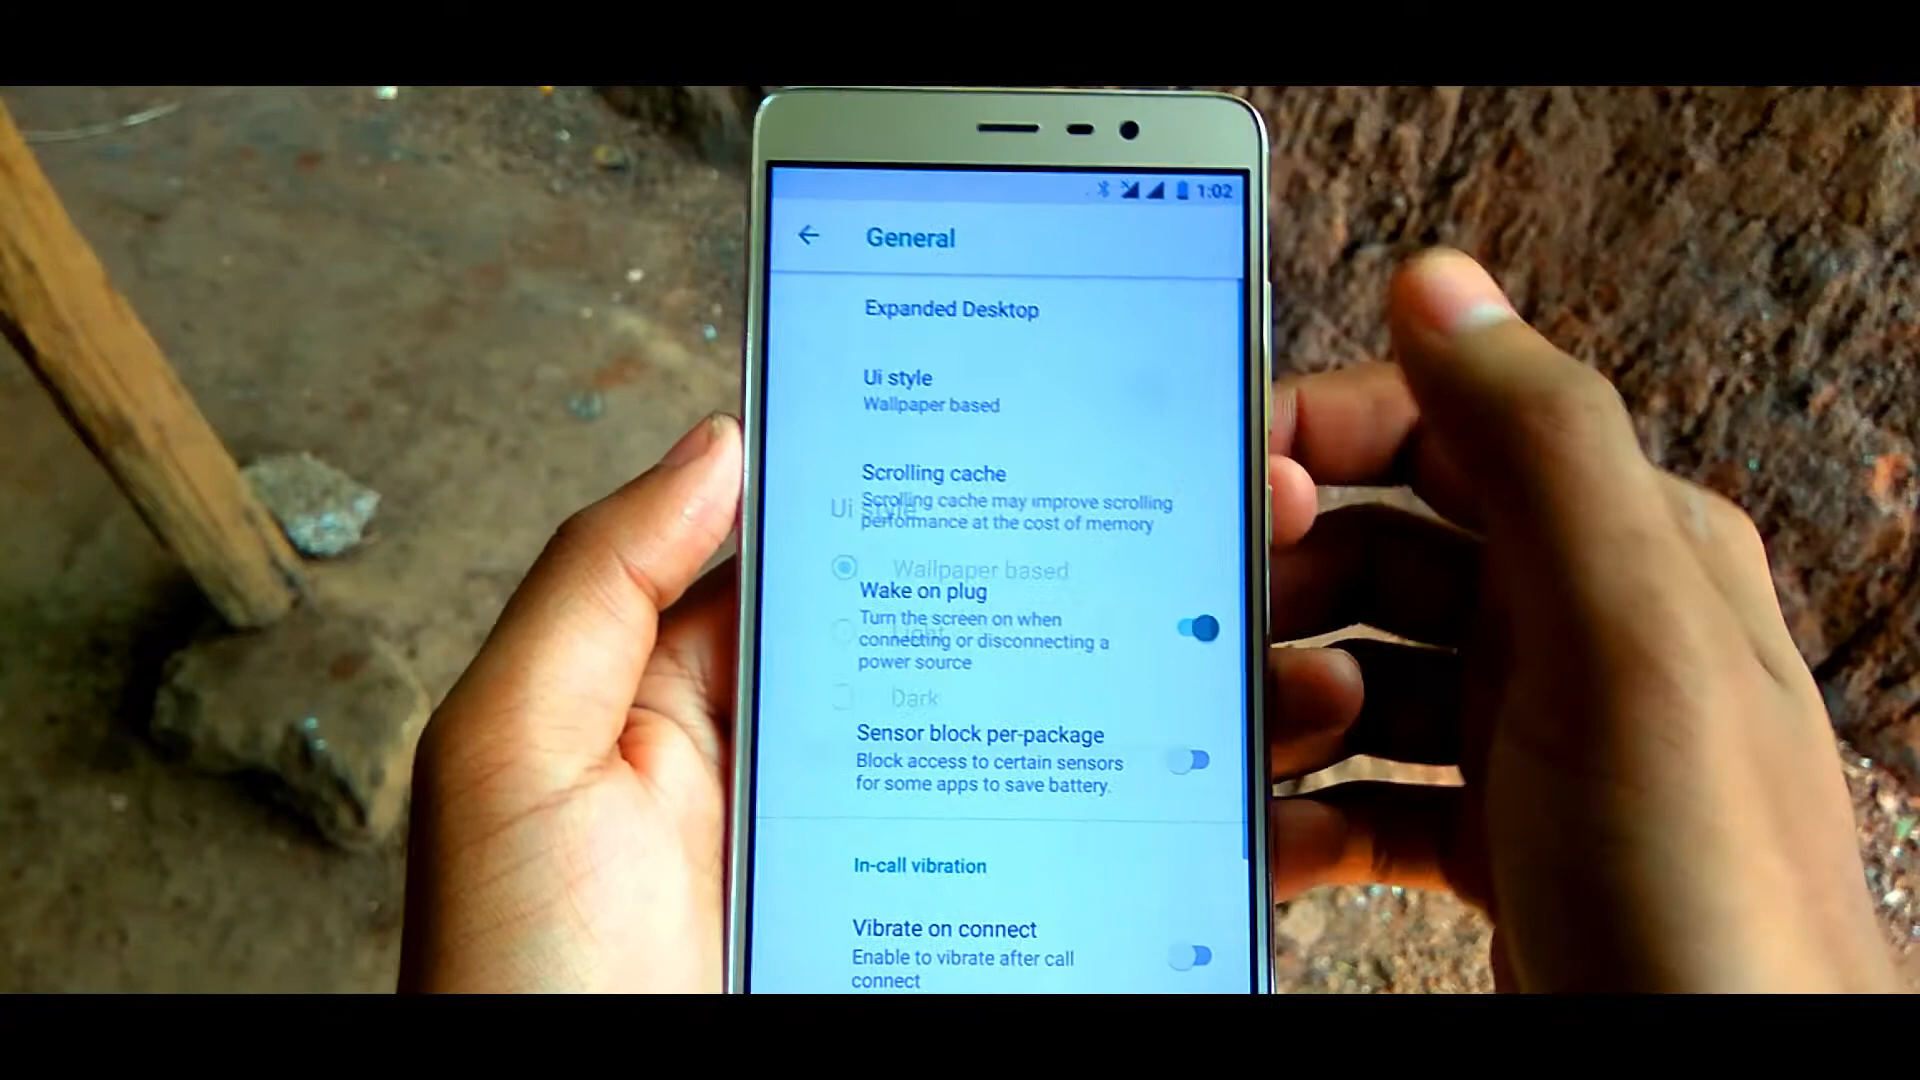 1:02
General
Expanded Desktop
Ui style
Wallpaper based
Scrolling cache
Scrolling cache may improve scrolling
performance at the cost of memory
Ui style
Wallpaper based
Wake on plug
Turn the screen on when
connecting or disconnecting a
power source
Light
Dark
Sensor block per-package
Block access to certain sensors
for some apps to save battery.
In-call vibration
Vibrate on connect
Enable to vibrate after call
connect